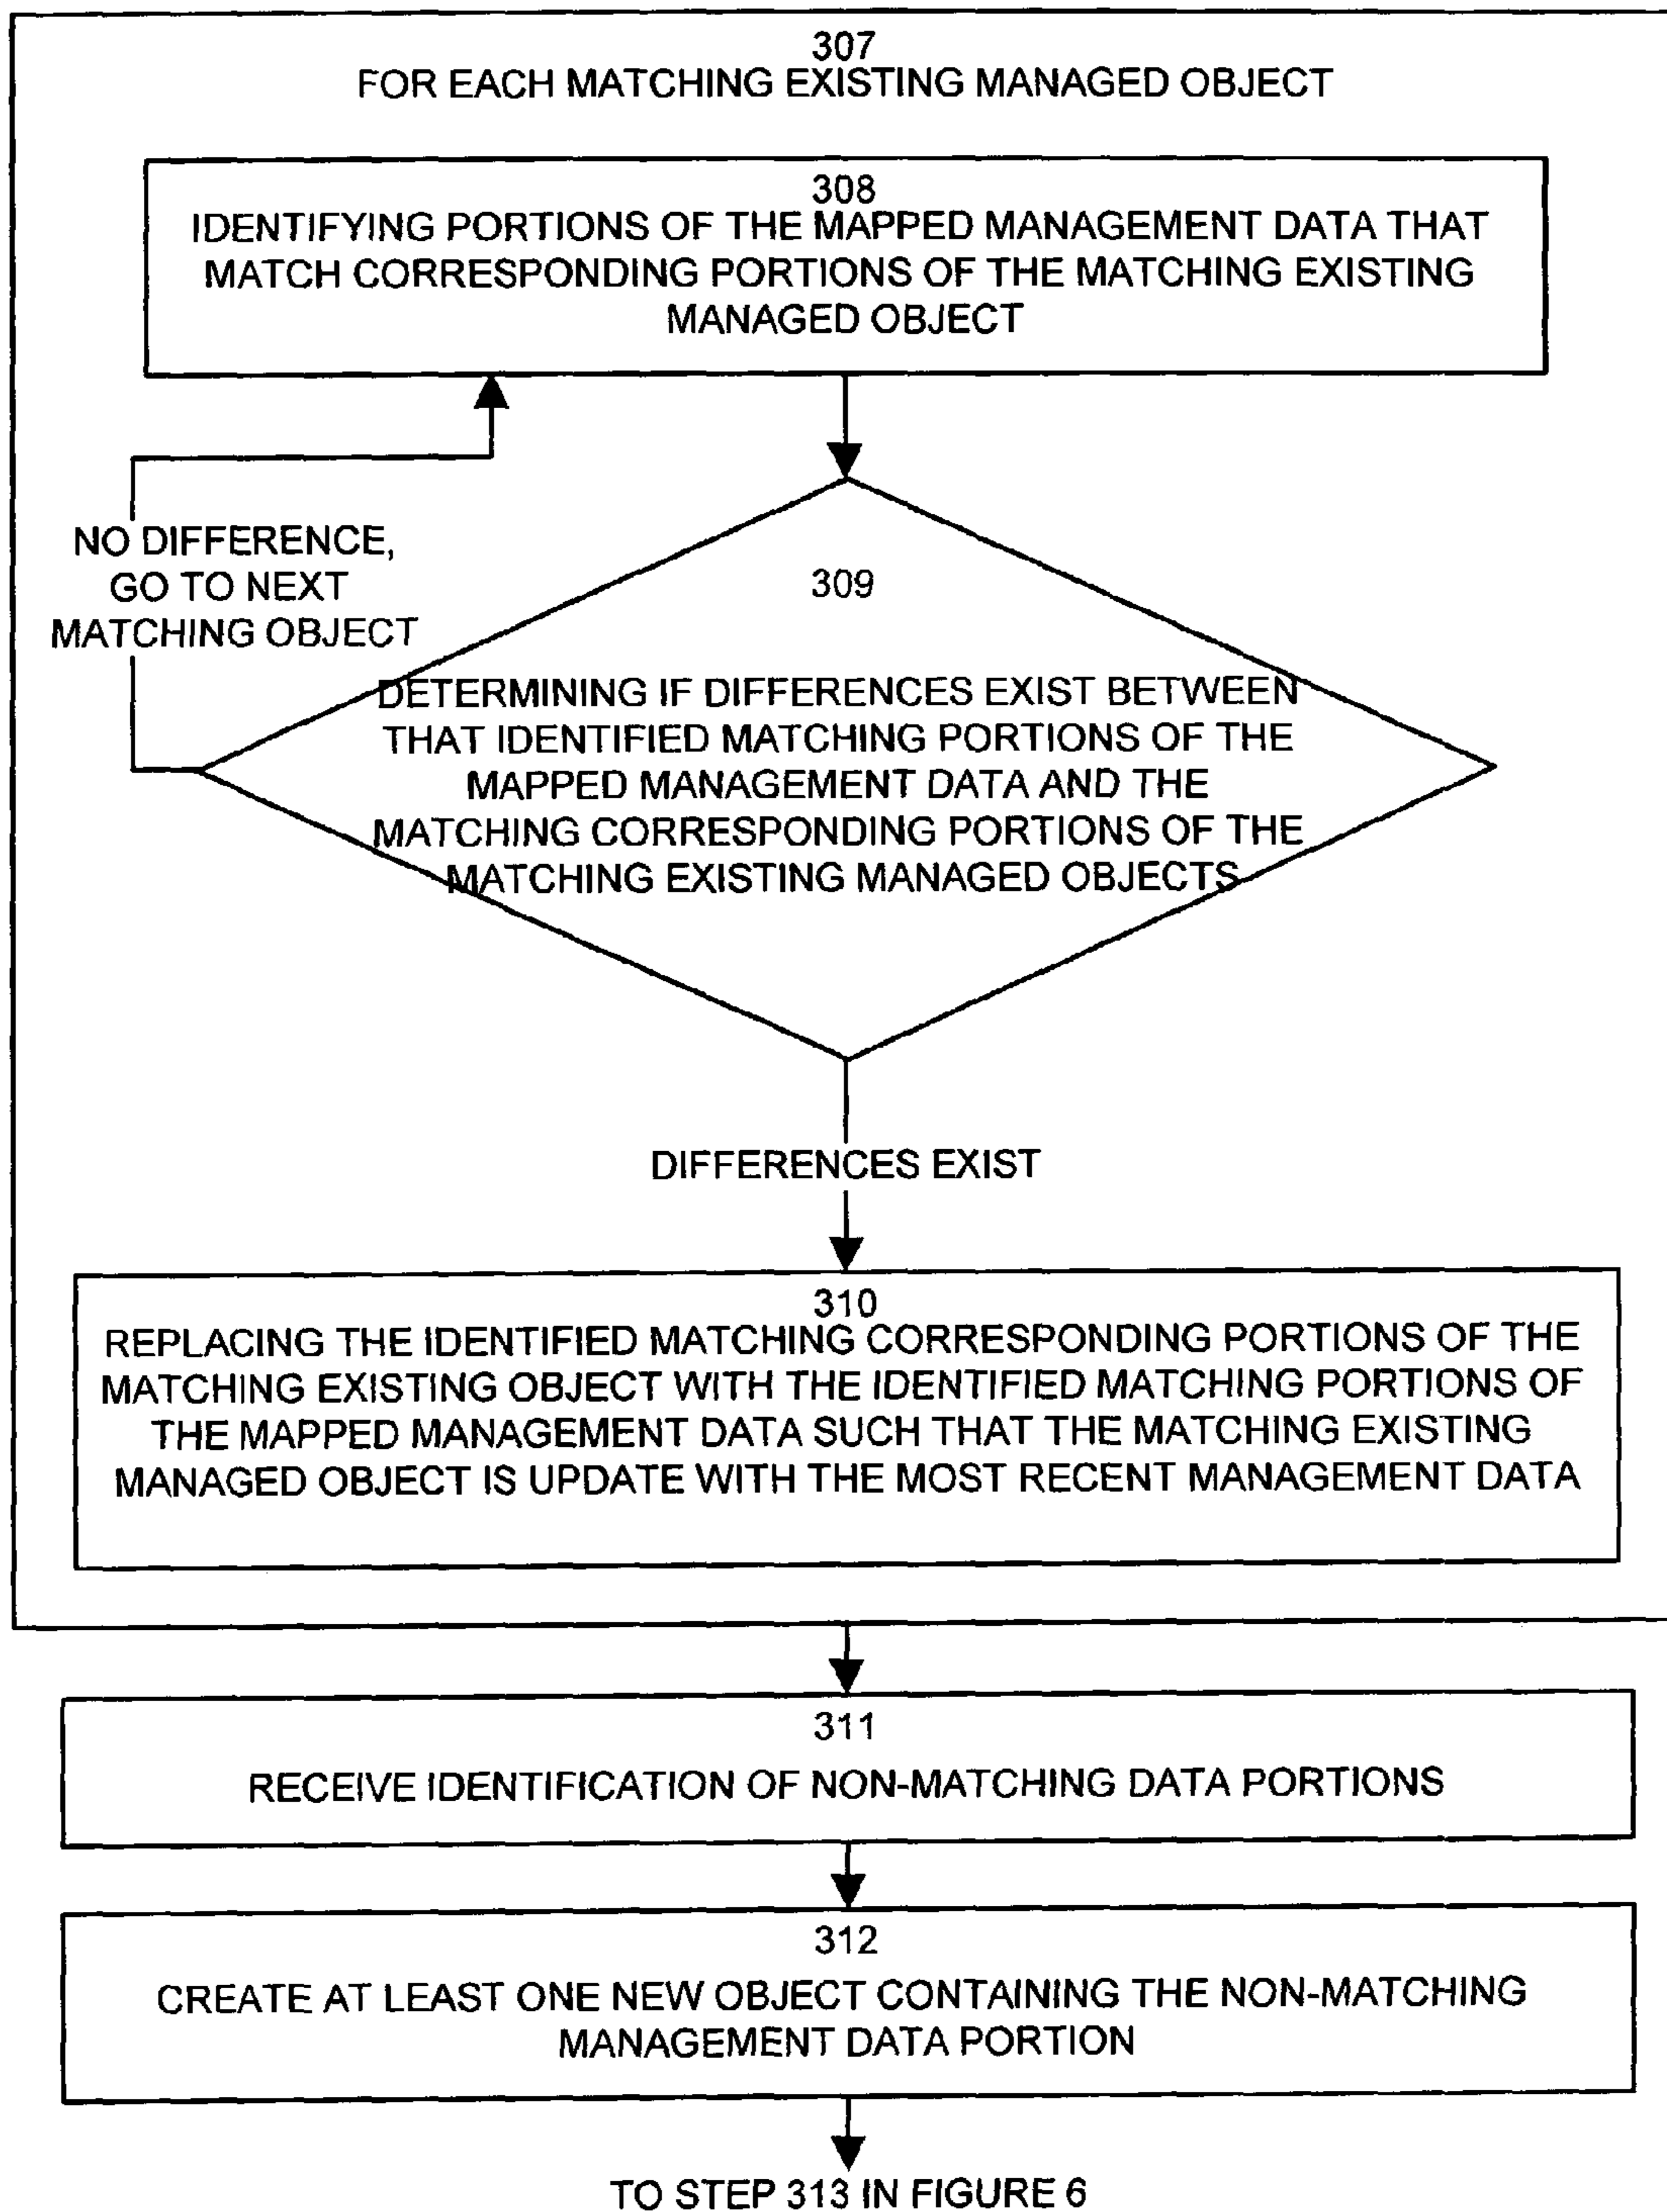 307
FOR EACH MATCHING EXISTING MANAGED OBJECT
308
IDENTIFYING PORTIONS OF THE MAPPED MANAGEMENT DATA THAT
MATCH CORRESPONDING PORTIONS OF THE MATCHING EXISTING
MANAGED OBJECT
NO DIFFERENCE,
GO TO NEXT
MATCHING OBJECT
309
DETERMINING IF DIFFERENCES EXIST BETWEEN
THAT IDENTIFIED MATCHING PORTIONS OF THE
MAPPED MANAGEMENT DATA AND THE
MATCHING CORRESPONDING PORTIONS OF THE
MATCHING EXISTING MANAGED OBJECTS
DIFFERENCES EXIST
310
REPLACING THE IDENTIFIED MATCHING CORRESPONDING PORTIONS OF THE
MATCHING EXISTING OBJECT WITH THE IDENTIFIED MATCHING PORTIONS OF
THE MAPPED MANAGEMENT DATA SUCH THAT THE MATCHING EXISTING
MANAGED OBJECT IS UPDATE WITH THE MOST RECENT MANAGEMENT DATA
311
RECEIVE IDENTIFICATION OF NON-MATCHING DATA PORTIONS
312
CREATE AT LEAST ONE NEW OBJECT CONTAINING THE NON-MATCHING
MANAGEMENT DATA PORTION
TO STEP 313 IN FIGURE 6